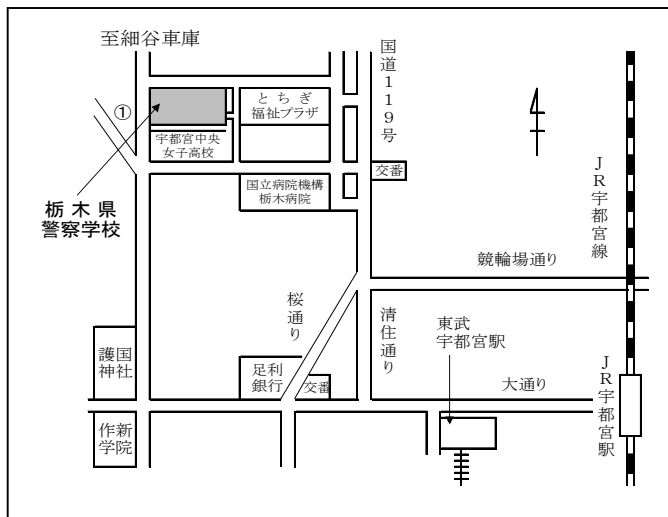 至細谷車庫
国道119号
①
とちぎ
福祉プラザ
宇都宮中央
女子高校
交番
国立病院機構
栃木病院
栃木県
警察学校
JR宇都宮線
競輪場通り
桜通り
清住通り
東武
宇都宮駅
護国
神社
足利
銀行
交番
大通り
JR宇都宮駅
作新
学院